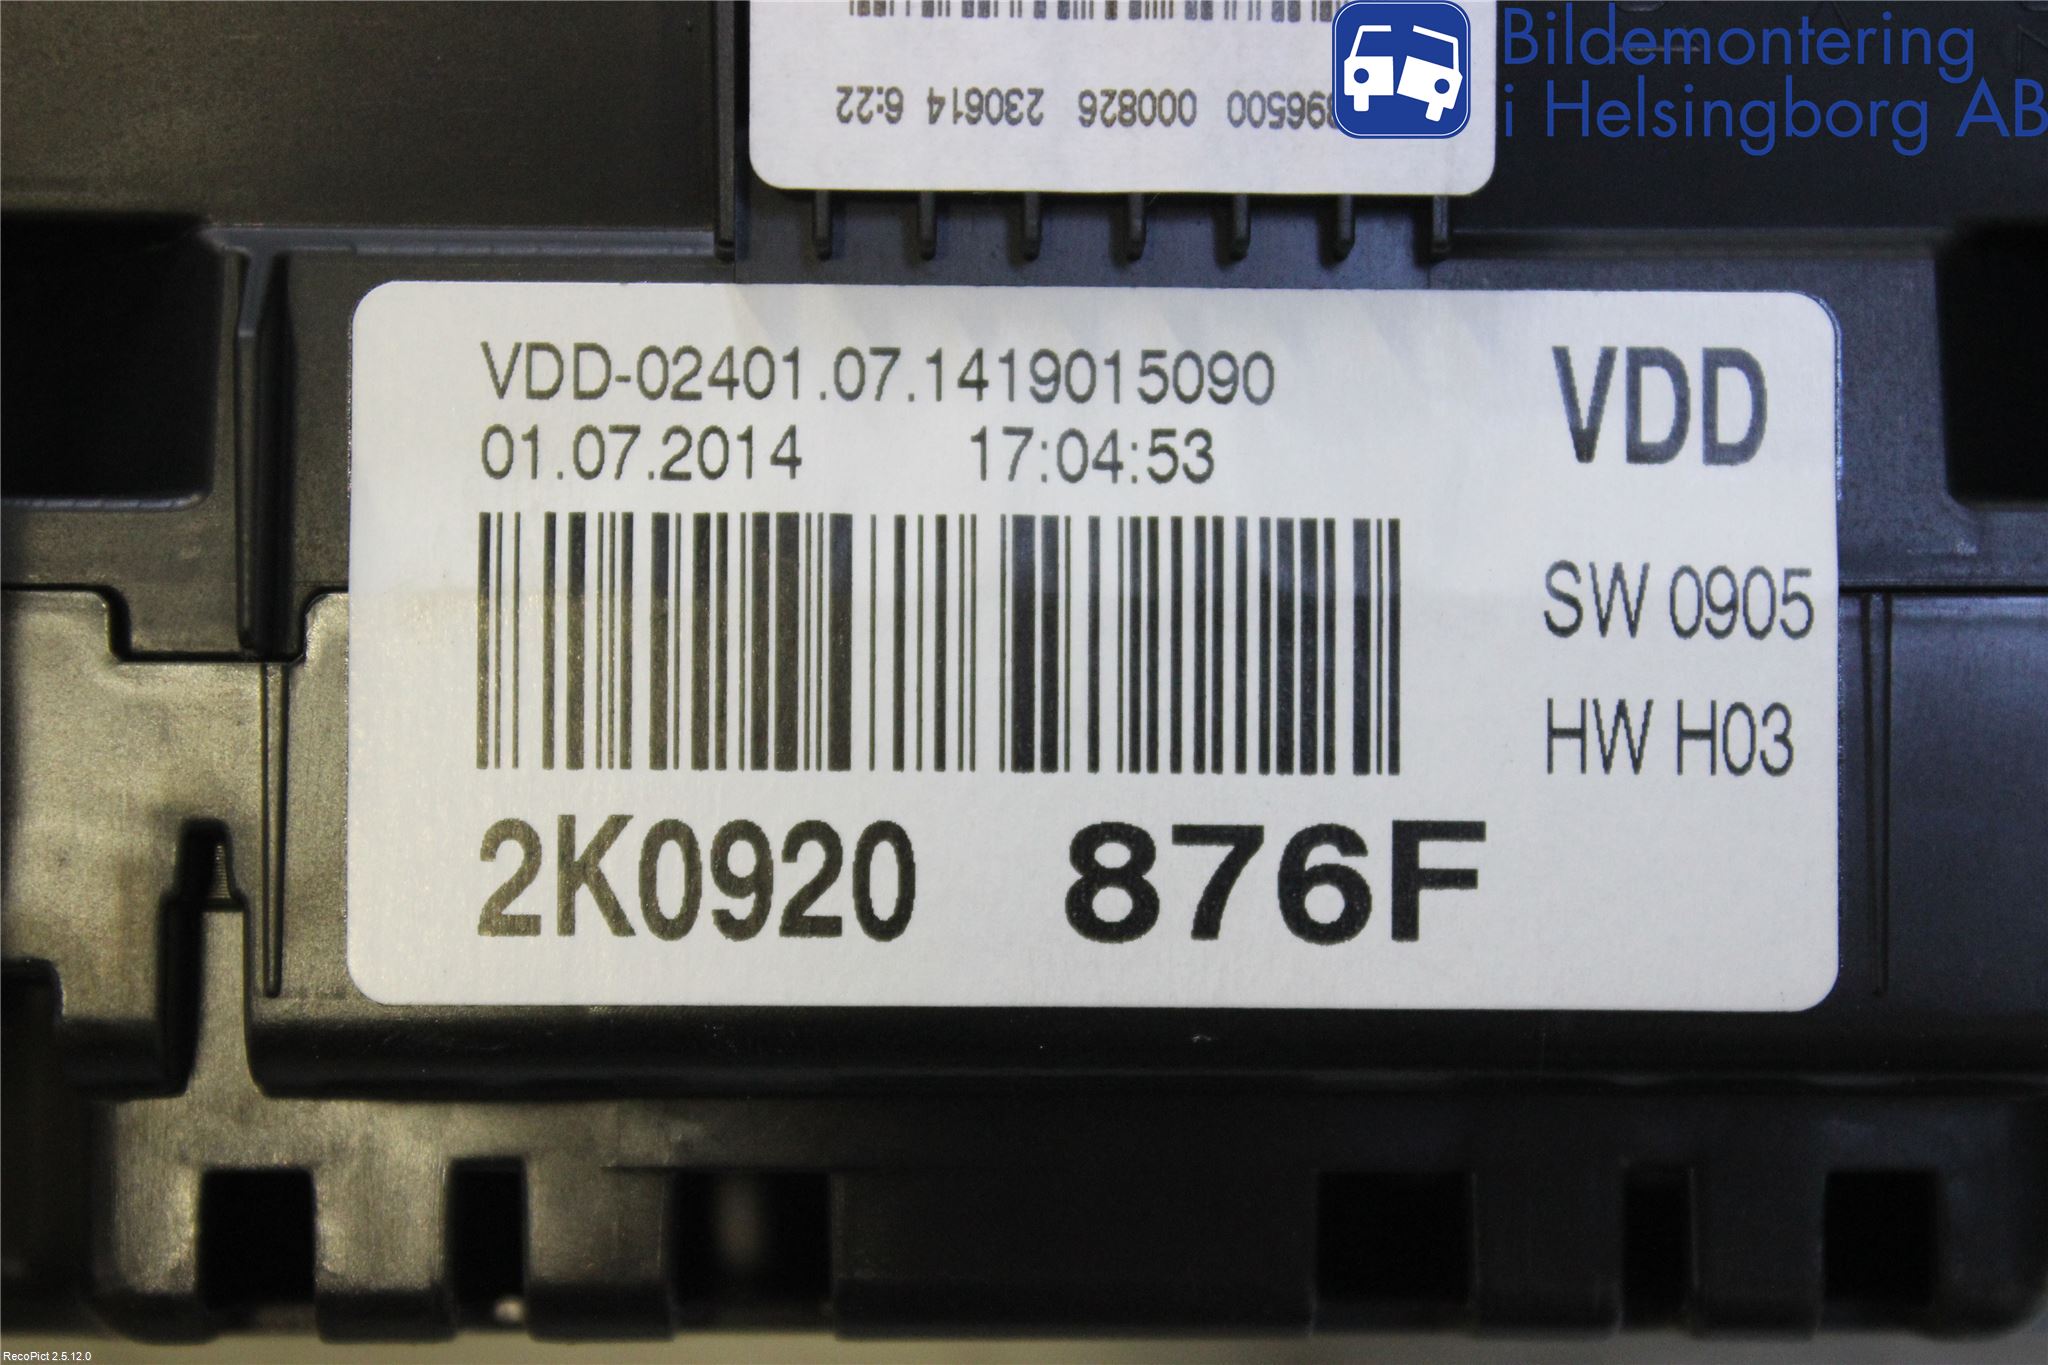 Bildemontering
i Helsingborg AB
96500 000826 230614 6:22
VDD-02401.07.1419015090
01.07.2014 17:04:53
VDD
SW 0905
HW H03
2K0920 876F
RecoPict 2.5.12.0